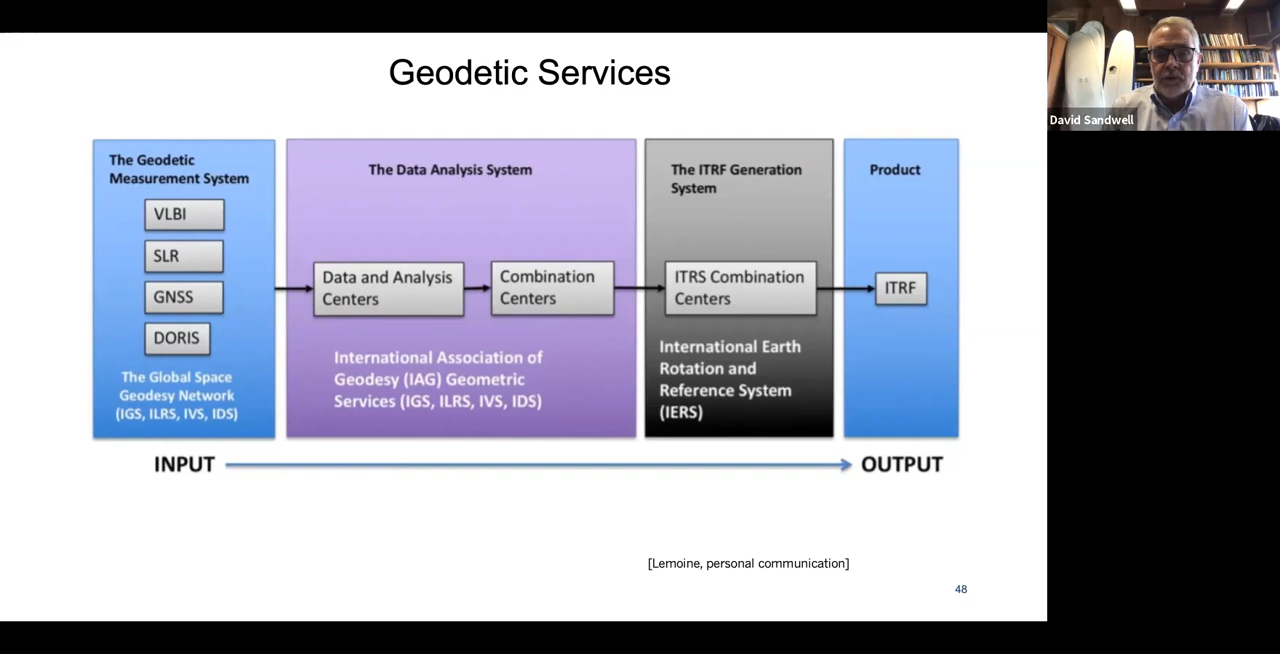 Geodetic Services
David Sandwell
The Geodetic
Measurement System
VLBI
SLR
GNSS
DORIS
The Global Space
Geodesy Network
(IGS, ILRS, IVS, IDS)
The Data Analysis System
Data and Analysis
Centers
Combination
Centers
International Association of
Geodesy (IAG) Geometric
Services (IGS, ILRS, IVS, IDS)
The ITRF Generation
System
ITRS Combination
Centers
International Earth
Rotation and
Reference System
(IERS)
Product
ITRF
INPUT
OUTPUT
[Lemoine, personal communication]
48